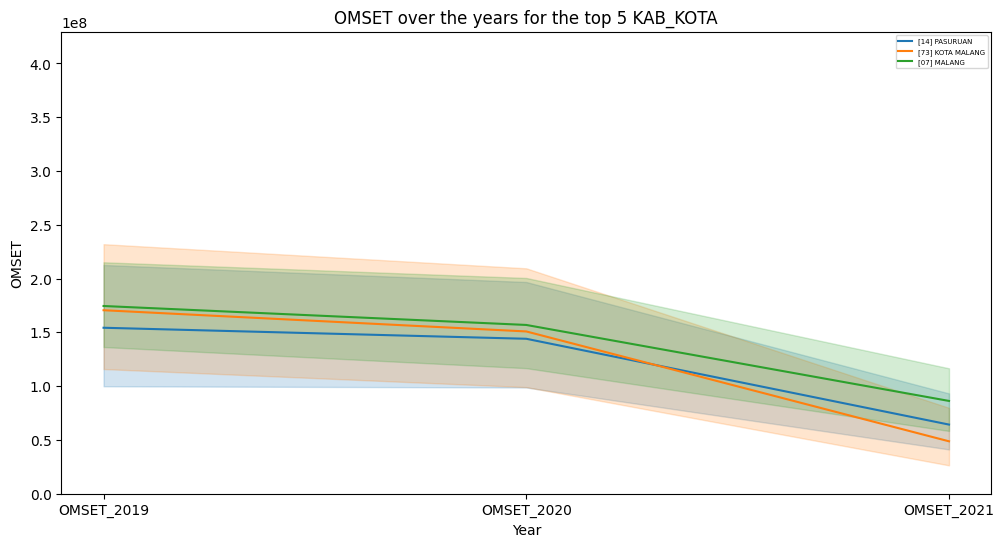 OMSET over the years for the top 5 KAB_KOTA
1e8
[14] PASURUAN
[73] KOTA MALANG
[07] MALANG
4.0
3.5
3.0
2.5
2.0
1.5
1.0
0.5
0.0
OMSET
OMSET_2019
OMSET_2020
OMSET_2021
Year